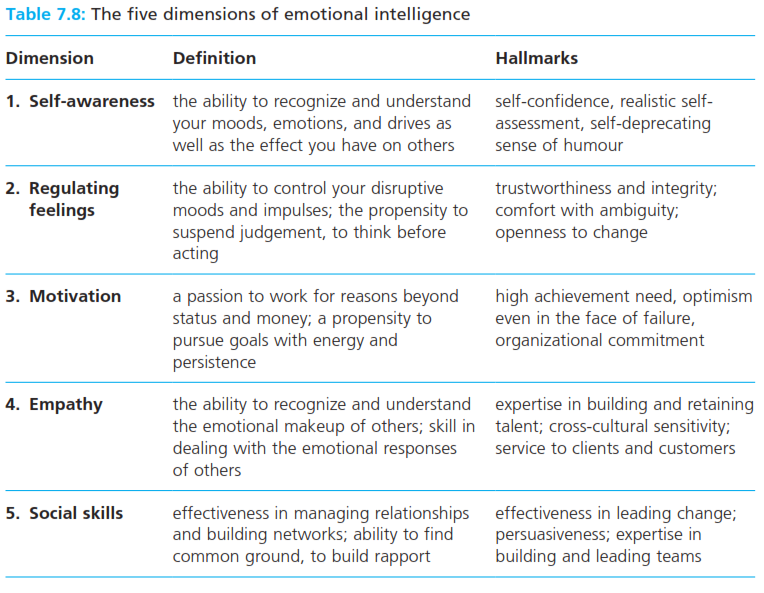 Table 7.8: The five dimensions of emotional intelligence
Dimension Definition Hallmarks
1. Self-awareness the ability to recognize and understand self-confidence, realistic self-
your moods, emotions, and drives as assessment, self-deprecating
well as the effect you have on others sense of humour
2. Regulating the ability to control your disruptive trustworthiness and integrity;
feelings moods and impulses; the propensity to comfort with ambiguity;
suspend judgement, to think before openness to change
acting
3. Motivation a passion to work for reasons beyond high achievement need, optimism
status and money; a propensity to even in the face of failure,
pursue goals with energy and organizational commitment
persistence
4. Empathy the ability to recognize and understand expertise in building and retaining
the emotional makeup of others; skill in talent; cross-cultural sensitivity;
dealing with the emotional responses service to clients and customers
of others
5. Social skills effectiveness in managing relationships effectiveness in leading change;
and building networks; ability to find persuasiveness; expertise in
common ground, to build rapport building and leading teams